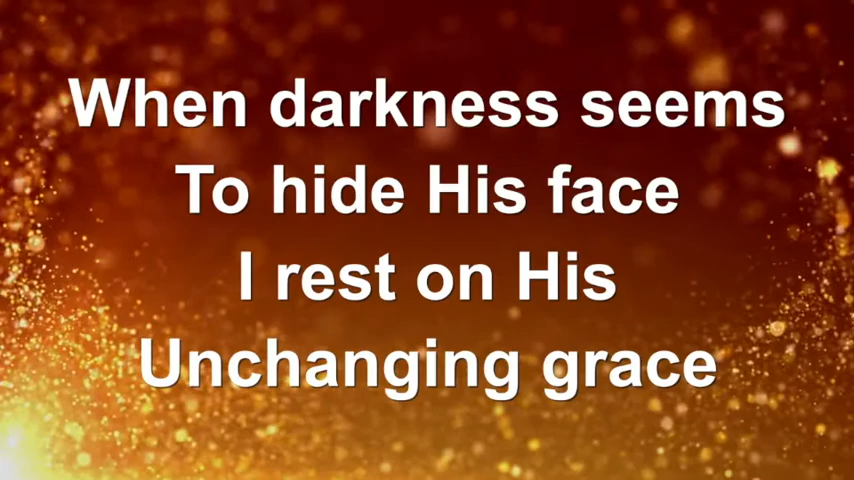 When darkness seems
To hide His face
I rest on His
Unchanging grace